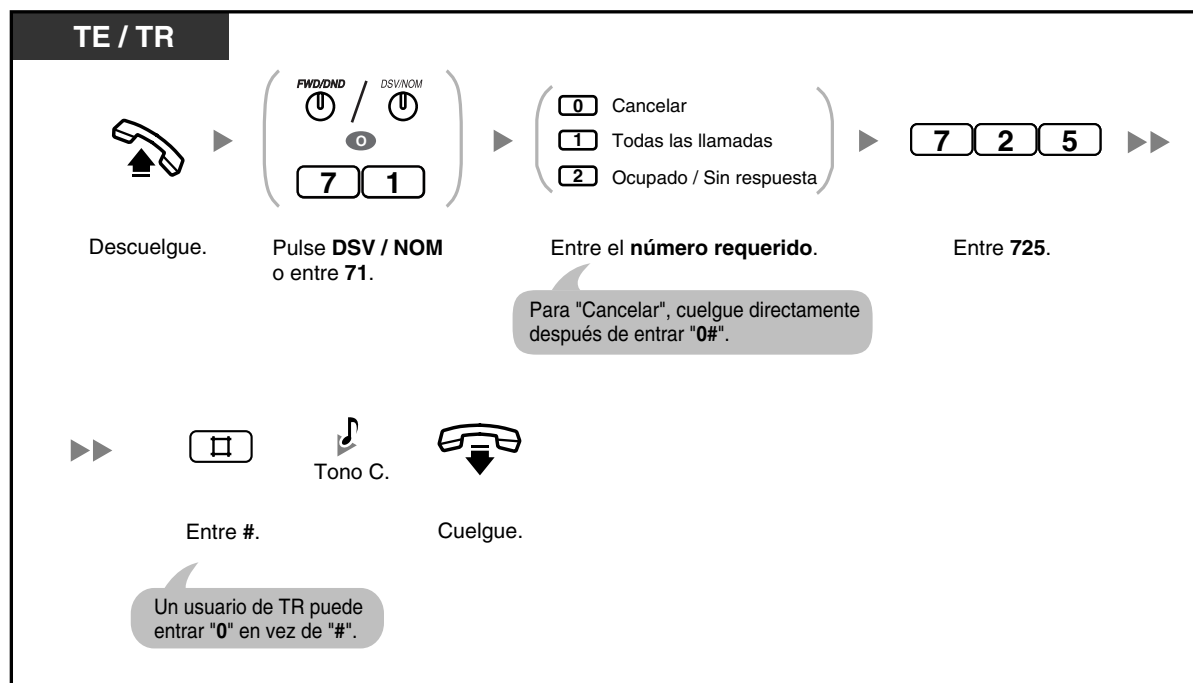 TE / TR
FWD/DND / DSV/NOM
O
7 1
0 Cancelar
1 Todas las llamadas
2 Ocupado / Sin respuesta
7 2 5
Descuelgue.
Pulse DSV / NOM
o entre 71.
Entre el número requerido.
Entre 725.
Para "Cancelar", cuelgue directamente
después de entrar "0#".
Tono C.
Entre #.
Cuelgue.
Un usuario de TR puede
entrar "0" en vez de "#".